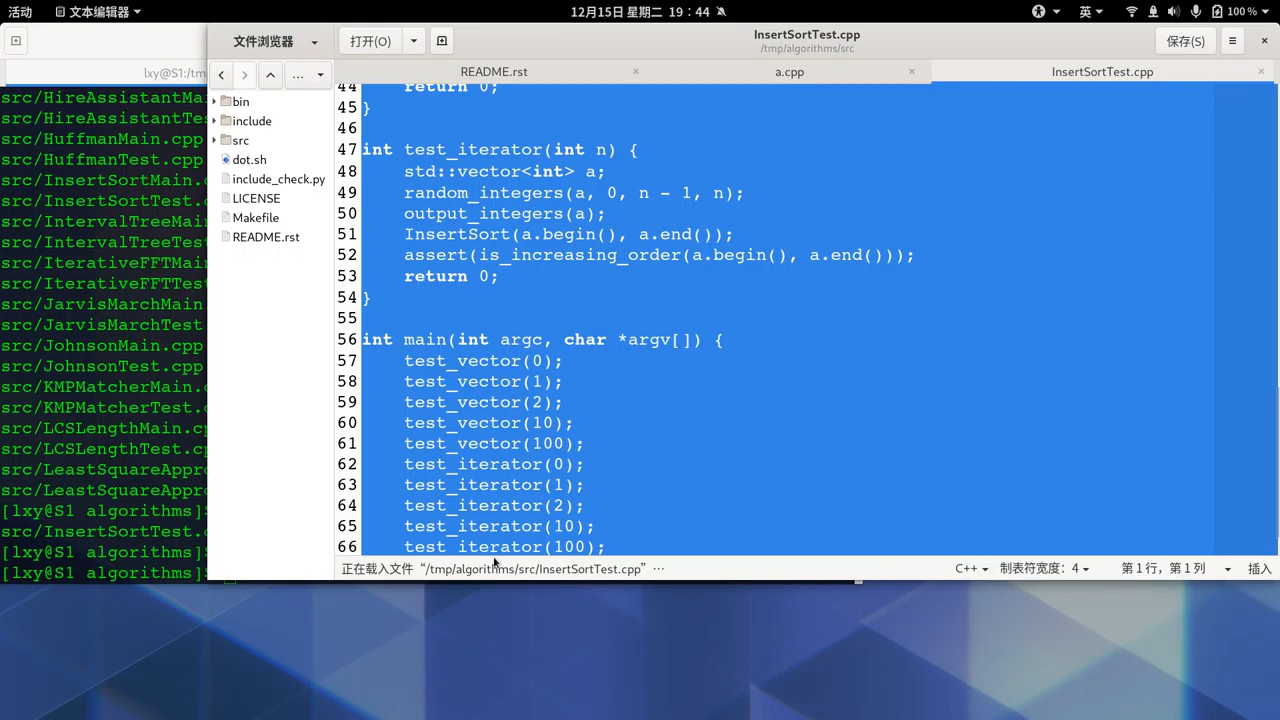 活动
文本编辑器
12月15日 星期二 19：44
英
100 %
lxy@S1:/tm
src/HireAssistantMai
src/HireAssistantTes
src/HuffmanMain.cpp
src/HuffmanTest.cpp
src/InsertSortMain.c
src/InsertSortTest.c
src/IntervalTreeMain
src/IntervalTreeTest
src/IterativeFFTMain
src/IterativeFFTTest
src/JarvisMarchMain.
src/JarvisMarchTest
src/JohnsonMain.cpp
src/JohnsonTest.cpp
src/KMPMatcherMain.c
src/KMPMatcherTest.c
src/LCSLengthMain.cp
src/LCSLengthTest.cp
src/LeastSquareAppro
src/LeastSquareAppro
[lxy@S1 algorithms]$
src/InsertSortTest.c
[lxy@S1 algorithms]$
[lxy@S1 algorithms]$
文件浏览器
打开(O)
InsertSortTest.cpp
/tmp/algorithms/src
保存(S)
...
README.rst
a.cpp
InsertSortTest.cpp
bin
include
src
dot.sh
include_check.py
LICENSE
Makefile
README.rst
44     return 0;
45 }
46
47 int test_iterator(int n) {
48     std::vector<int> a;
49     random_integers(a, 0, n - 1, n);
50     output_integers(a);
51     InsertSort(a.begin(), a.end());
52     assert(is_increasing_order(a.begin(), a.end()));
53     return 0;
54 }
55
56 int main(int argc, char *argv[]) {
57     test_vector(0);
58     test_vector(1);
59     test_vector(2);
60     test_vector(10);
61     test_vector(100);
62     test_iterator(0);
63     test_iterator(1);
64     test_iterator(2);
65     test_iterator(10);
66     test_iterator(100);
正在载入文件“/tmp/algorithms/src/InsertSortTest.cpp” ⋯
C++
制表符宽度：4
第 1 行，第 1 列
插入